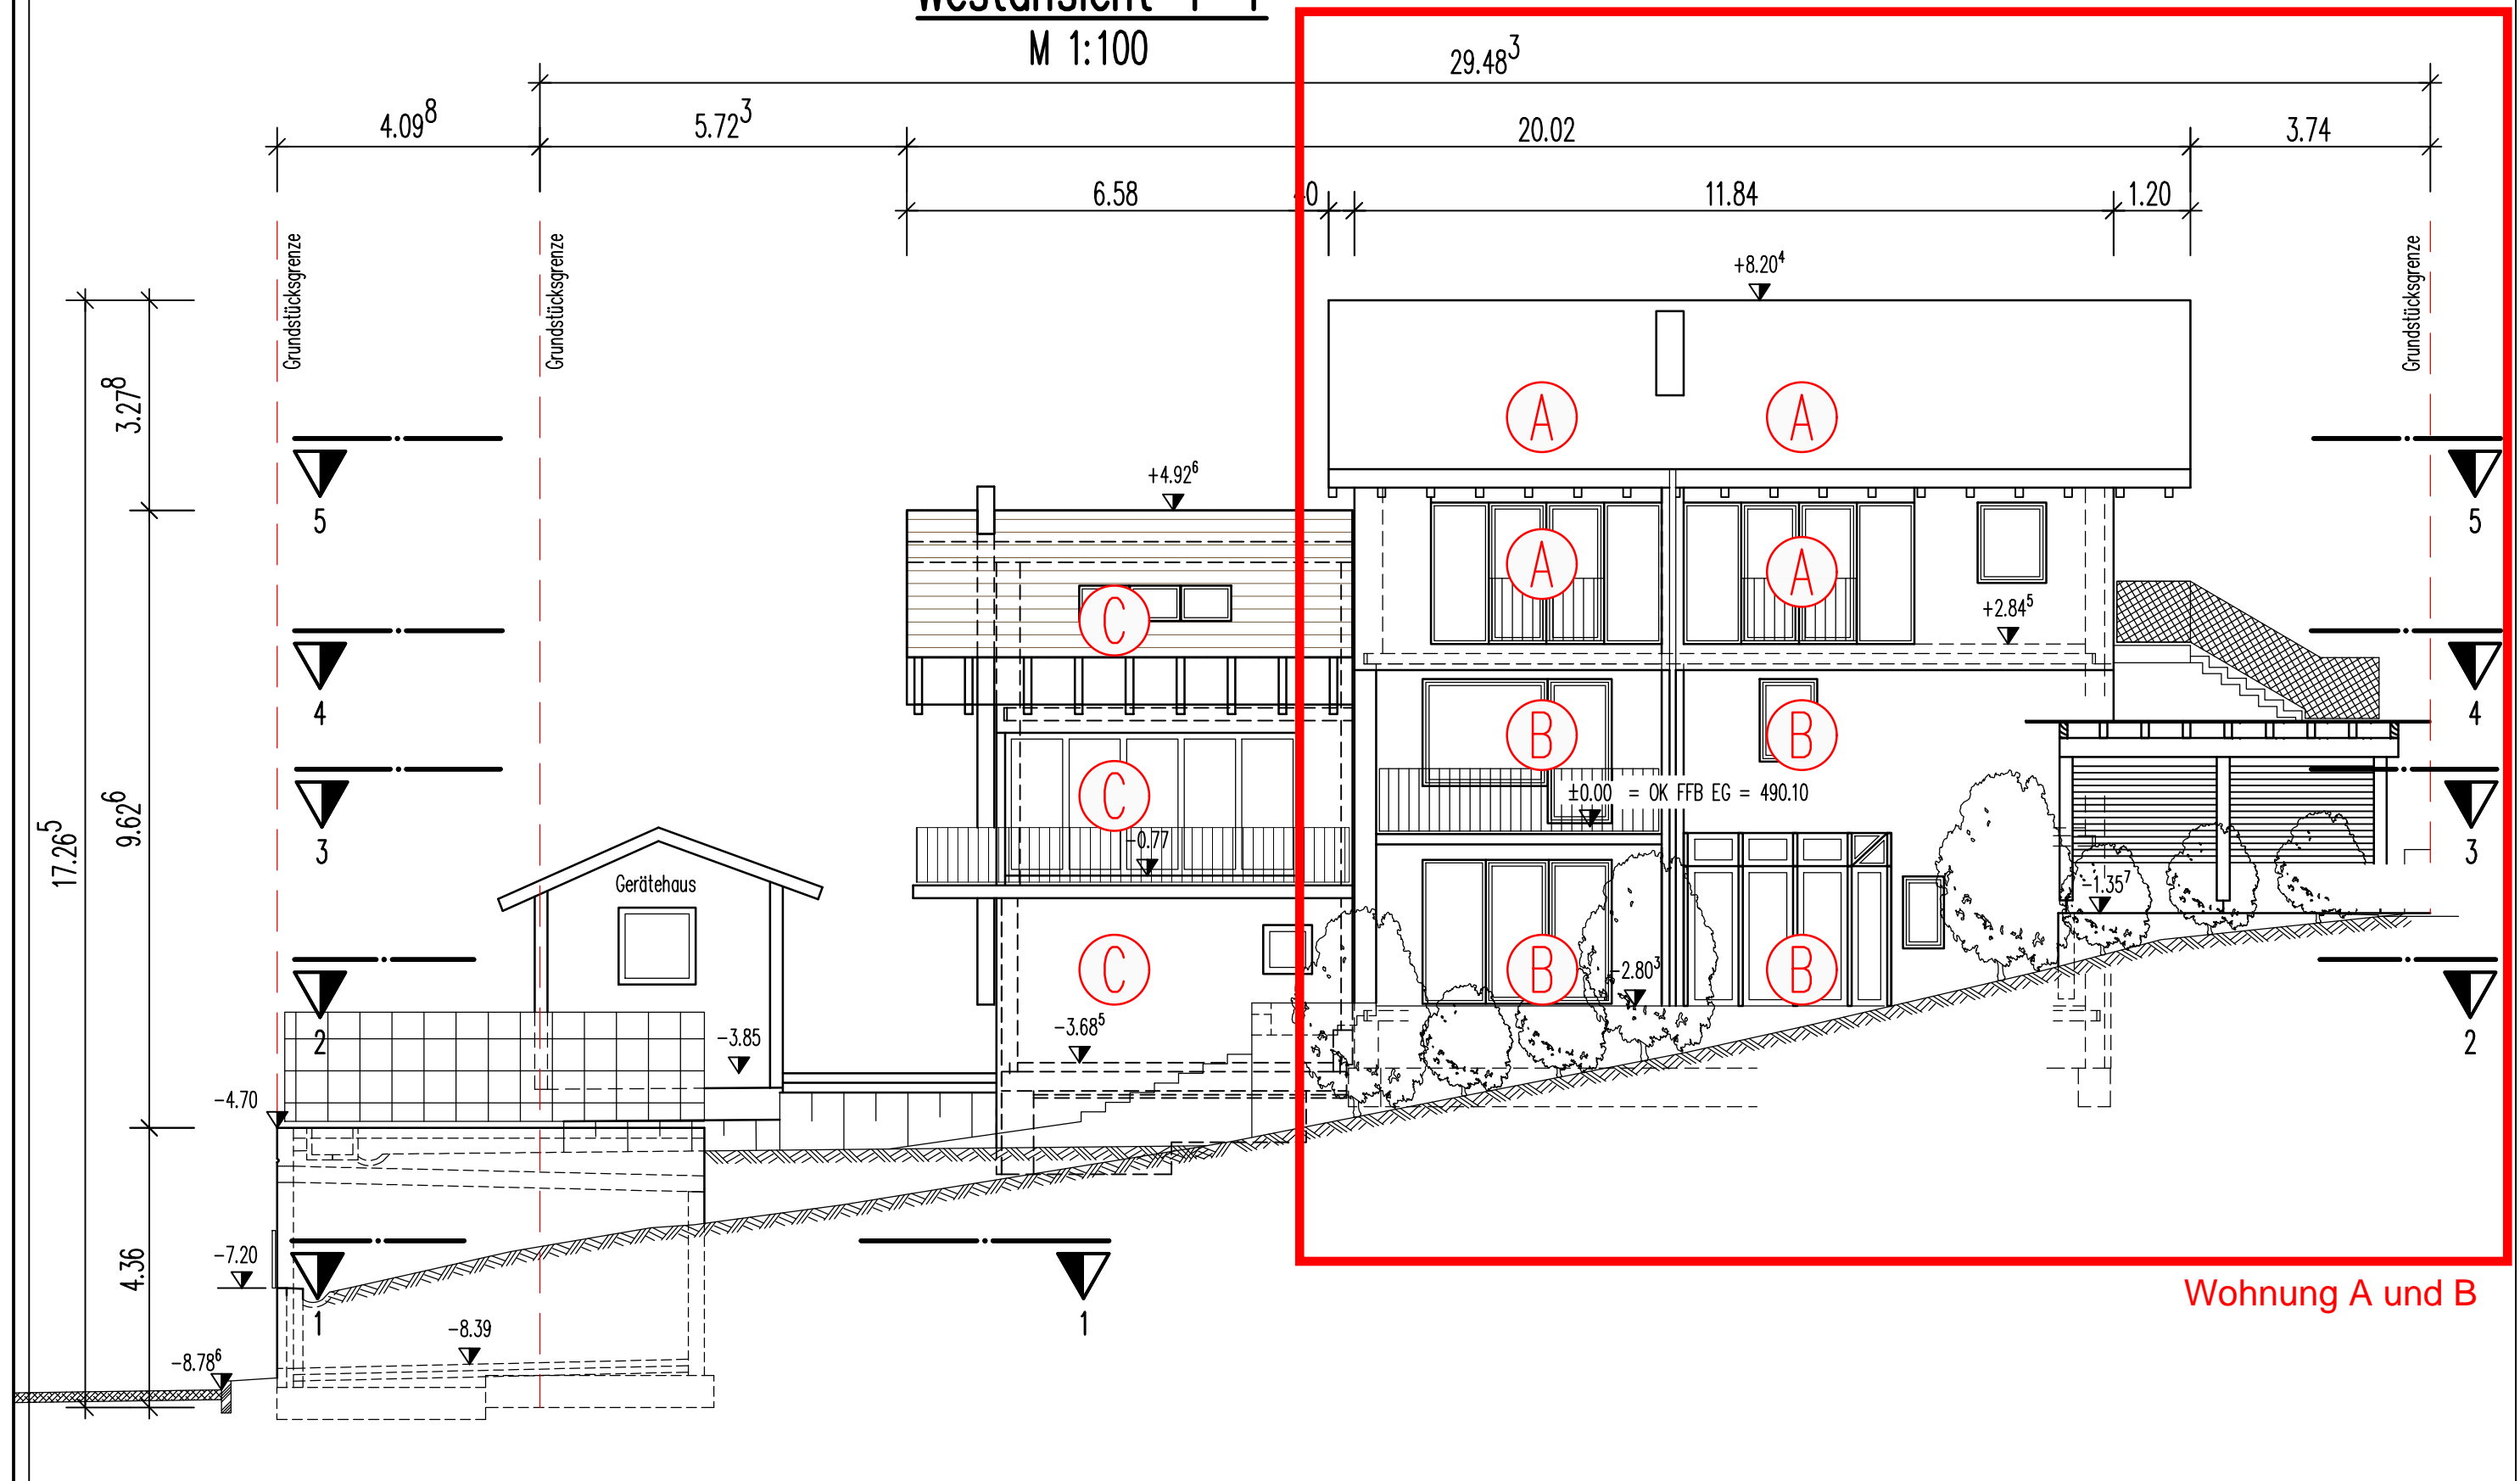 Westansicht
M 1:100
29.48³
4.09⁸
5.72³
20.02
3.74
6.58
40
11.84
1.20
Grundstücksgrenze
Grundstücksgrenze
Grundstücksgrenze
+8.20⁴
3.27⁸
A
A
5
5
+4.92⁶
A
A
C
+2.84⁵
4
4
B
B
C
±0.00 = OK FFB EG = 490.10
17.26⁵
9.62⁶
3
3
-0.77
Gerätehaus
-1.35⁷
C
B
B
-2.80³
2
2
-3.85
-3.68⁵
-4.70
4.36
-7.20
1
1
-8.39
-8.78⁶
Wohnung A und B